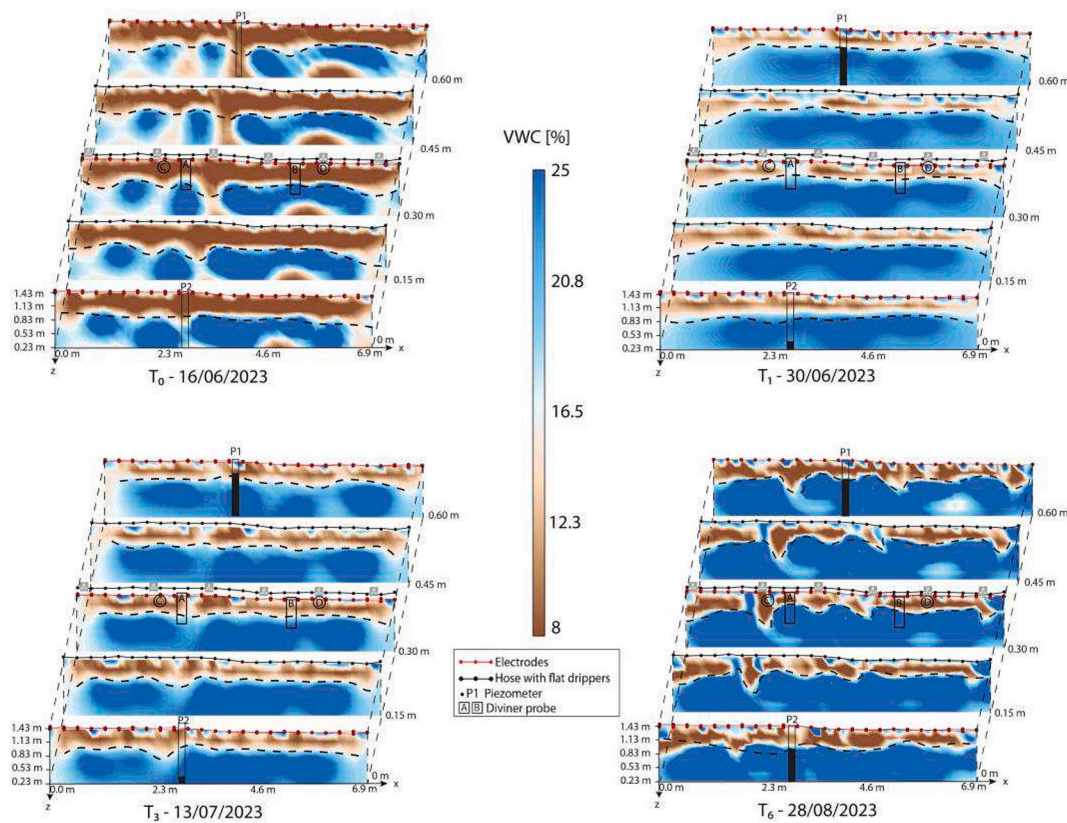 P1
0.60 m
0.45 m
C A B D
0.30 m
0.15 m
P2
1.43 m
1.13 m
0.83 m
0.53 m
0.23 m
z
0.0 m 2.3 m 4.6 m 6.9 m 0 m x
T₀ - 16/06/2023
P1
0.60 m
0.45 m
C A B D
0.30 m
0.15 m
P2
1.43 m
1.13 m
0.83 m
0.53 m
0.23 m
z
0.0 m 2.3 m 4.6 m 6.9 m 0 m x
T₁ - 30/06/2023
VWC [%]
25
20.8
16.5
12.3
8
Electrodes
Hose with flat drippers
P1 Piezometer
A B Diviner probe
P1
0.60 m
0.45 m
C A B D
0.30 m
0.15 m
P2
1.43 m
1.13 m
0.83 m
0.53 m
0.23 m
z
0.0 m 2.3 m 4.6 m 6.9 m 0 m x
T₃ - 13/07/2023
P1
0.60 m
0.45 m
C A B D
0.30 m
0.15 m
P2
1.43 m
1.13 m
0.83 m
0.53 m
0.23 m
z
0.0 m 2.3 m 4.6 m 6.9 m 0 m x
T₆ - 28/08/2023